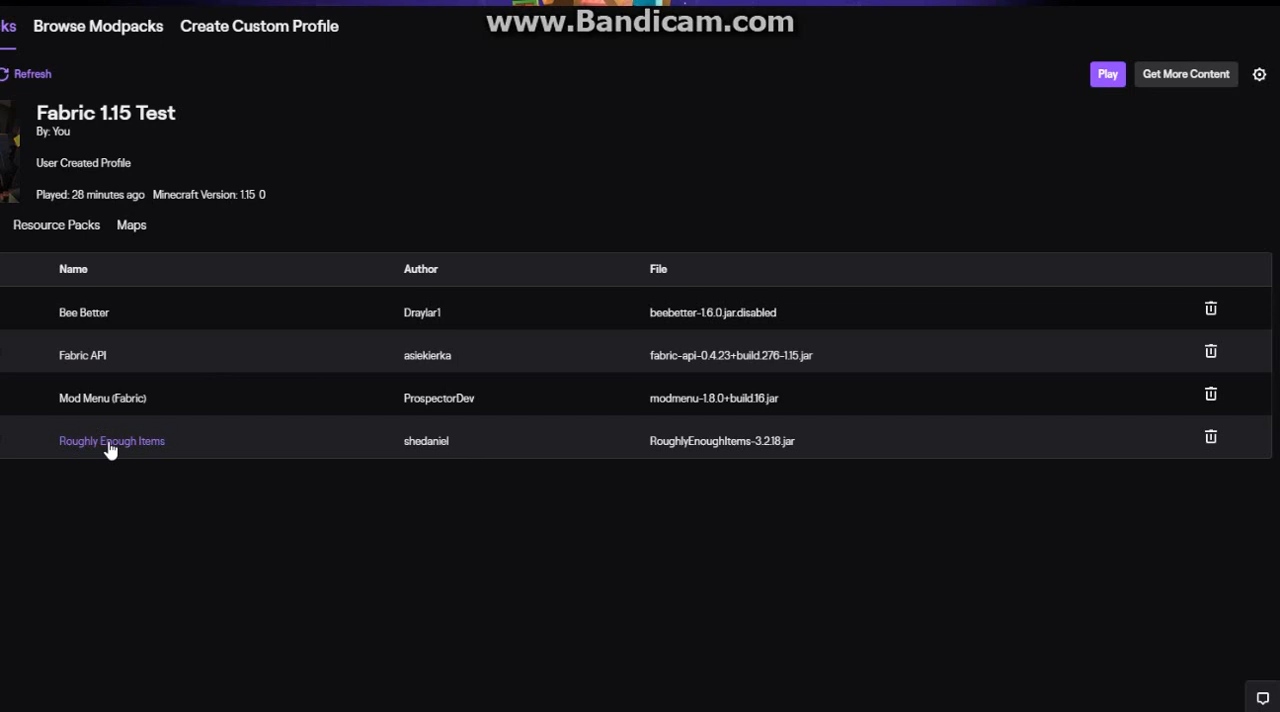 www.Bandicam.com
ks Browse Modpacks Create Custom Profile
Refresh Play Get More Content
Fabric 1.15 Test
By: You
User Created Profile
Played: 28 minutes ago Minecraft Version: 1.15 0
Resource Packs Maps
Name Author File
Bee Better Draylar1 beebetter-1.6.0.jar.disabled
Fabric API asiekierka fabric-api-0.4.23+build.276-1.15.jar
Mod Menu (Fabric) ProspectorDev modmenu-1.8.0+build.16.jar
Roughly Enough Items shedaniel RoughlyEnoughItems-3.2.18.jar